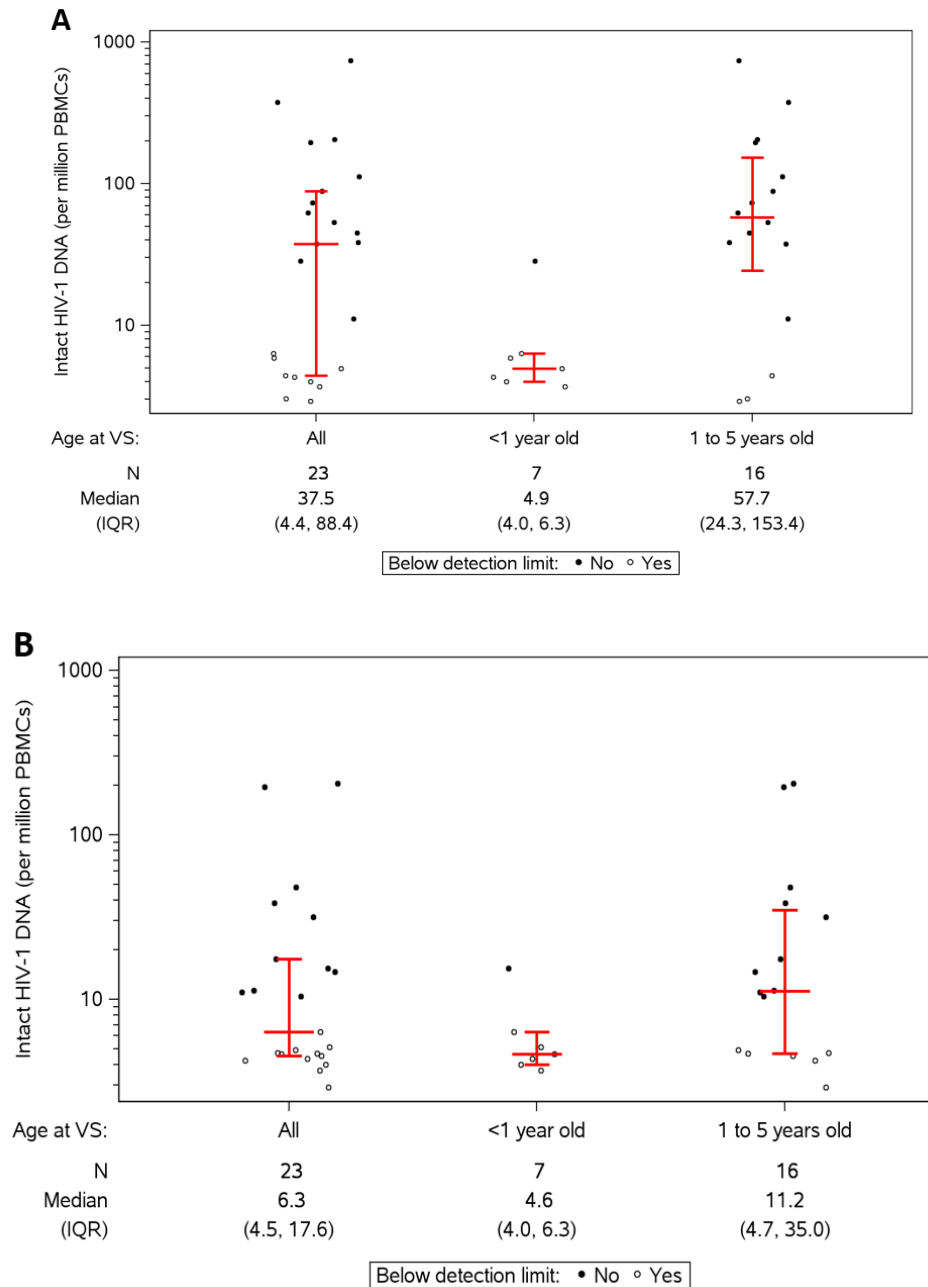 A
Intact HIV-1 DNA (per million PBMCs)
1000
100
10
Age at VS: All <1 year old 1 to 5 years old
N 23 7 16
Median 37.5 4.9 57.7
(IQR) (4.4, 88.4) (4.0, 6.3) (24.3, 153.4)
Below detection limit: No Yes
B
Intact HIV-1 DNA (per million PBMCs)
1000
100
10
Age at VS: All <1 year old 1 to 5 years old
N 23 7 16
Median 6.3 4.6 11.2
(IQR) (4.5, 17.6) (4.0, 6.3) (4.7, 35.0)
Below detection limit: No Yes